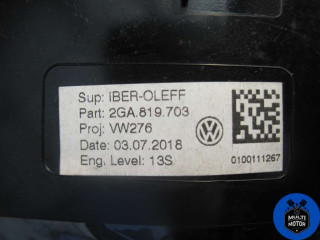 Sup: IBER-OLEFF
Part: 2GA.819.703
Proj: VW276
Date: 03.07.2018
Eng. Level: 13S
0100111267
MULTI
MOTOR